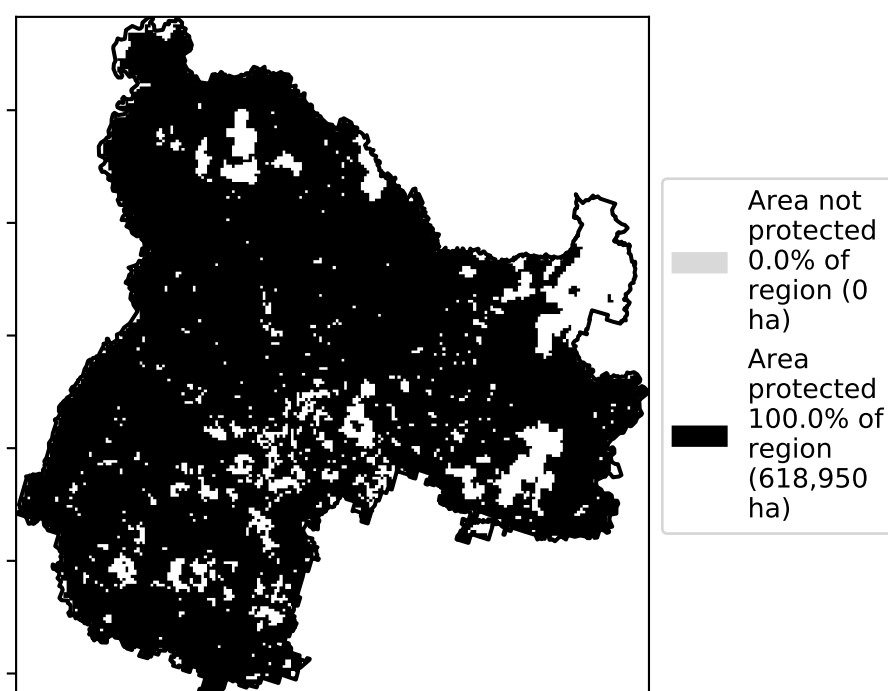 Area not
protected
0.0% of
region (0
ha)
Area
protected
100.0% of
region
(618,950
ha)